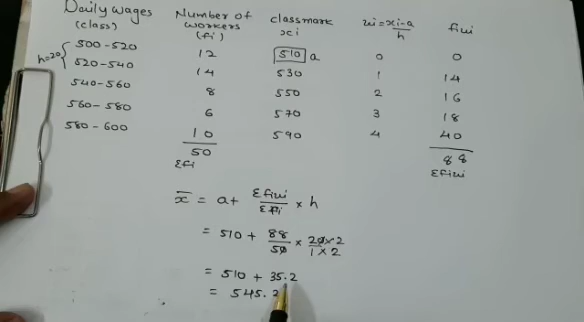 Daily wages Number of classmark ui = xi-a/h fiui
(class) workers xi
(fi)
h=20 500-520 12 510 a 0 0
520-540 14 530 1 14
540-560 8 550 2 16
560-580 6 570 3 18
580-600 10 590 4 40
50 88
Σfi Σfiui
x̄ = a + Σfiui/Σfi × h
= 510 + 88/50 × 20×2/1×2
= 510 + 35.2
= 545.2